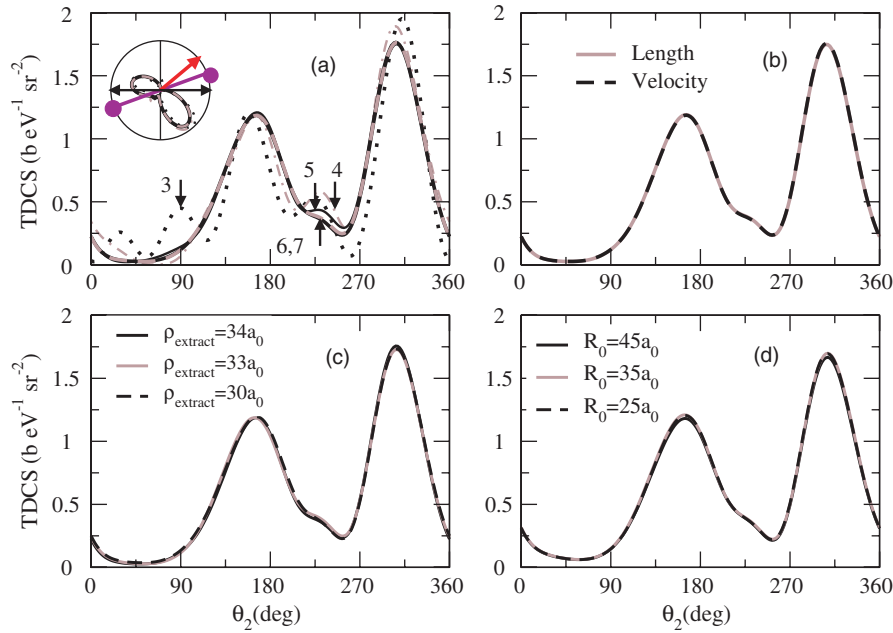 TDCS (b eV⁻¹ sr⁻²)
2
1.5
1
0.5
0
(a)
3
5
4
6,7
0
90
180
270
360
2
1.5
1
0.5
0
Length
Velocity
(b)
0
90
180
270
360
TDCS (b eV⁻¹ sr⁻²)
2
1.5
1
0.5
0
ρextract=34a₀
ρextract=33a₀
ρextract=30a₀
(c)
0
90
180
270
360
θ₂(deg)
2
1.5
1
0.5
0
R₀=45a₀
R₀=35a₀
R₀=25a₀
(d)
0
90
180
270
360
θ₂(deg)